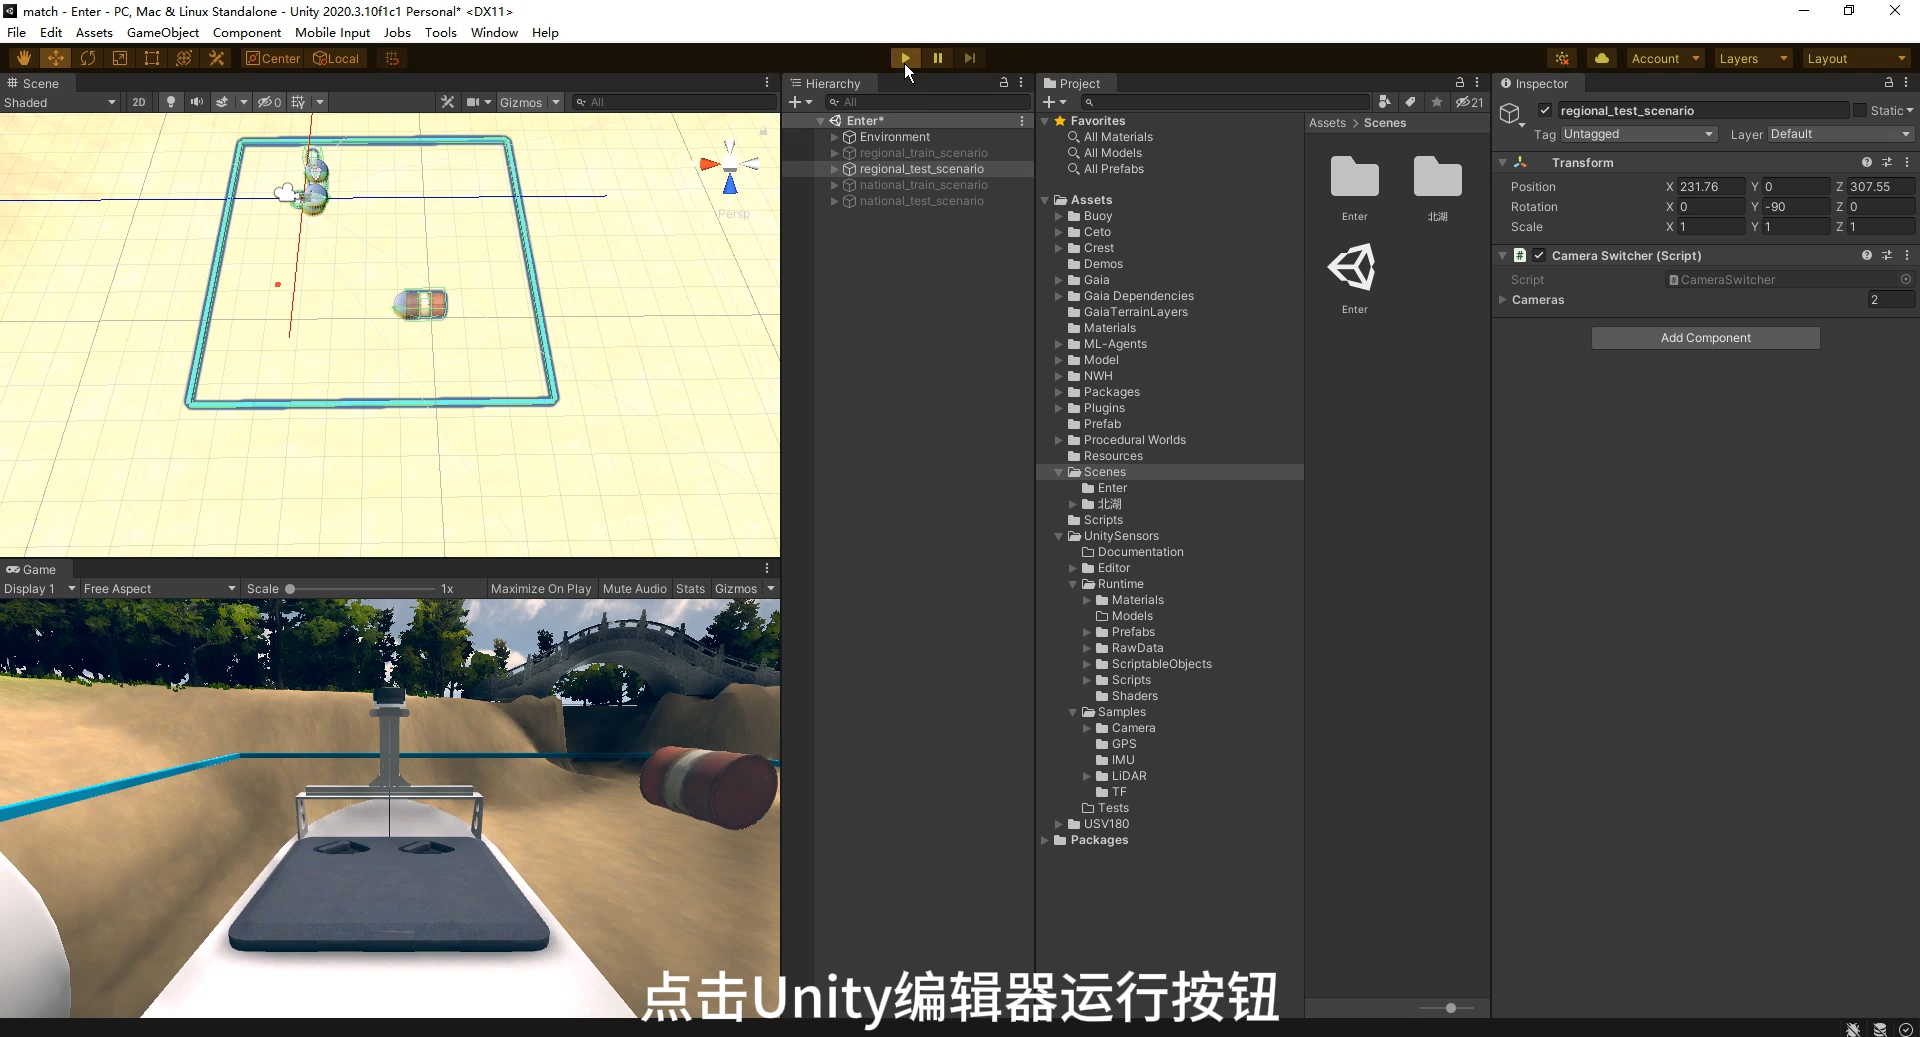 match - Enter - PC, Mac & Linux Standalone - Unity 2020.3.10f1c1 Personal* <DX11>
File Edit Assets GameObject Component Mobile Input Jobs Tools Window Help
Center Local Account Layers Layout
Scene
Shaded 2D 0 Gizmos All
Persp
Game
Display 1 Free Aspect Scale 1x Maximize On Play Mute Audio Stats Gizmos
Hierarchy
All
Enter*
Environment
regional_train_scenario
regional_test_scenario
national_train_scenario
national_test_scenario
Project
21
Favorites
All Materials
All Models
All Prefabs
Assets
Buoy
Ceto
Crest
Demos
Gaia
Gaia Dependencies
GaiaTerrainLayers
Materials
ML-Agents
Model
NWH
Packages
Plugins
Prefab
Procedural Worlds
Resources
Scenes
Enter
北湖
Scripts
UnitySensors
Documentation
Editor
Runtime
Materials
Models
Prefabs
RawData
ScriptableObjects
Scripts
Shaders
Samples
Camera
GPS
IMU
LiDAR
TF
Tests
USV180
Packages
Assets > Scenes
Enter 北湖
Enter
Inspector
regional_test_scenario Static
Tag Untagged Layer Default
Transform
Position X 231.76 Y 0 Z 307.55
Rotation X 0 Y -90 Z 0
Scale X 1 Y 1 Z 1
# Camera Switcher (Script)
Script CameraSwitcher
Cameras 2
Add Component
点击Unity编辑器运行按钮